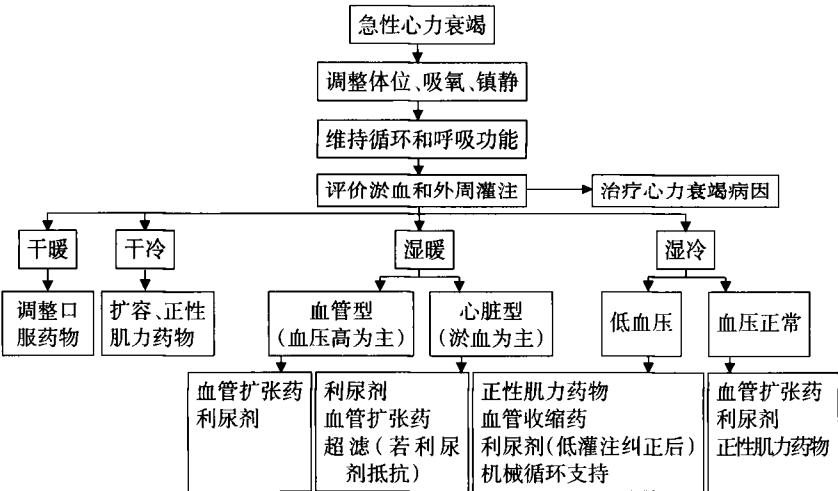 急性心力衰竭
调整体位、吸氧、镇静
维持循环和呼吸功能
评价淤血和外周灌注
治疗心力衰竭病因
干暖
干冷
湿暖
湿冷
调整口
服药物
扩容、正性
肌力药物
血管型
(血压高为主)
心脏型
(淤血为主)
低血压
血压正常
血管扩张药
利尿剂
利尿剂
血管扩张药
超滤(若利尿
剂抵抗)
正性肌力药物
血管收缩药
利尿剂(低灌注纠正后)
机械循环支持
血管扩张药
利尿剂
正性肌力药物